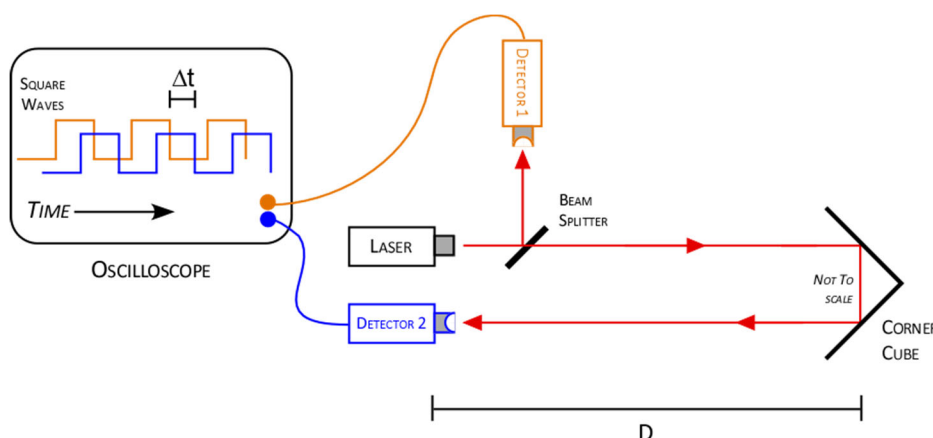 SQUARE
WAVES
Δt
TIME
OSCILLOSCOPE
DETECTOR 1
BEAM
SPLITTER
LASER
NOT TO
SCALE
DETECTOR 2
CORNER
CUBE
D